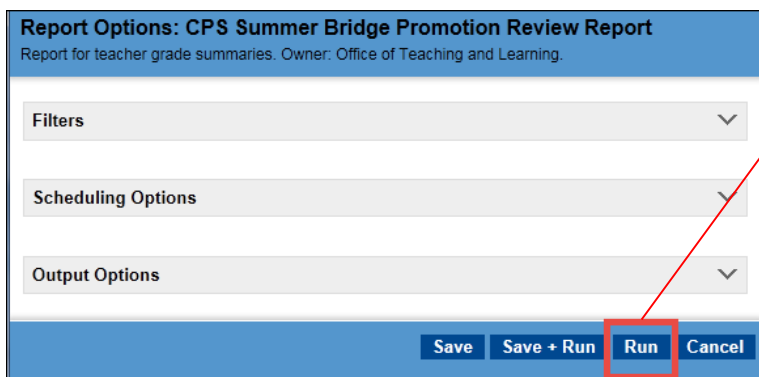 Report Options: CPS Summer Bridge Promotion Review Report
Report for teacher grade summaries. Owner: Office of Teaching and Learning.
Filters
Scheduling Options
Output Options
Save Save + Run Run Cancel